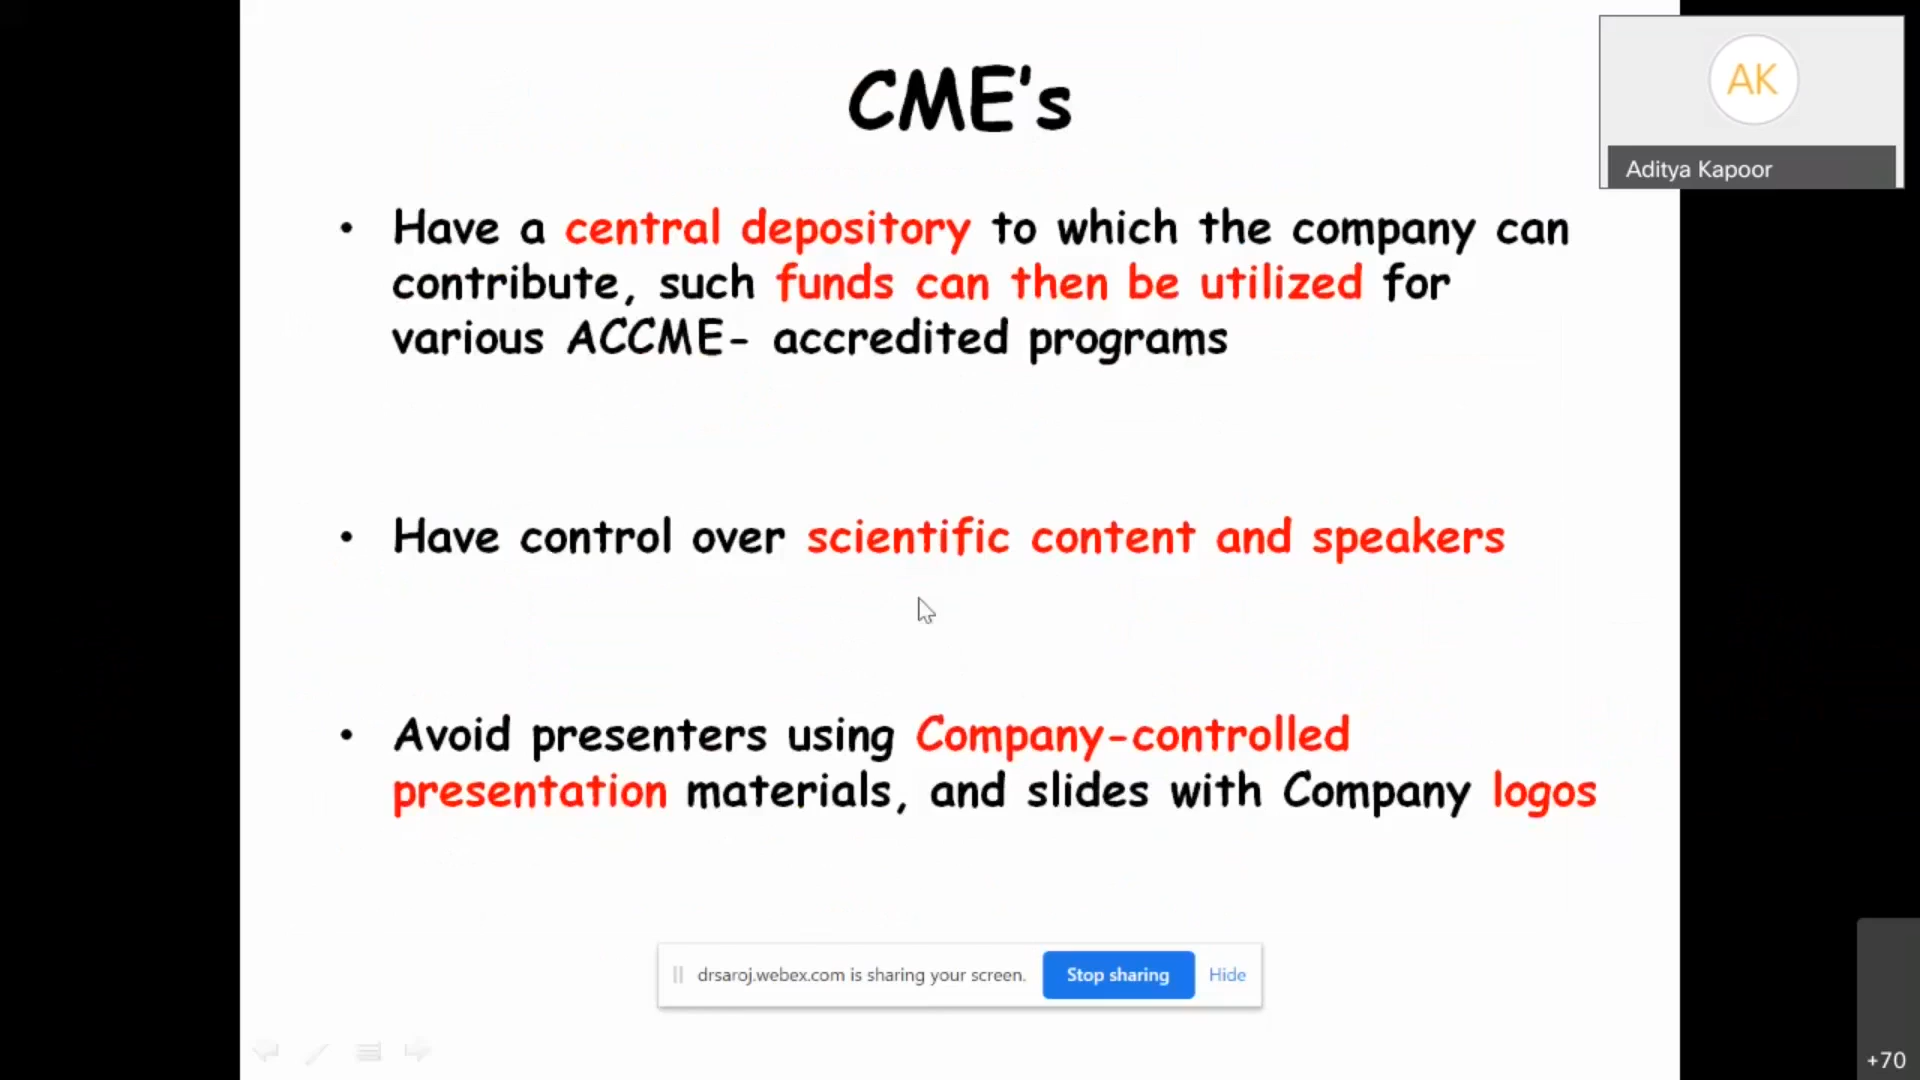 CME's
AK
Aditya Kapoor
• Have a central depository to which the company can
contribute, such funds can then be utilized for
various ACCME- accredited programs
• Have control over scientific content and speakers
• Avoid presenters using Company-controlled
presentation materials, and slides with Company logos
drsaroj.webex.com is sharing your screen. Stop sharing Hide
+70